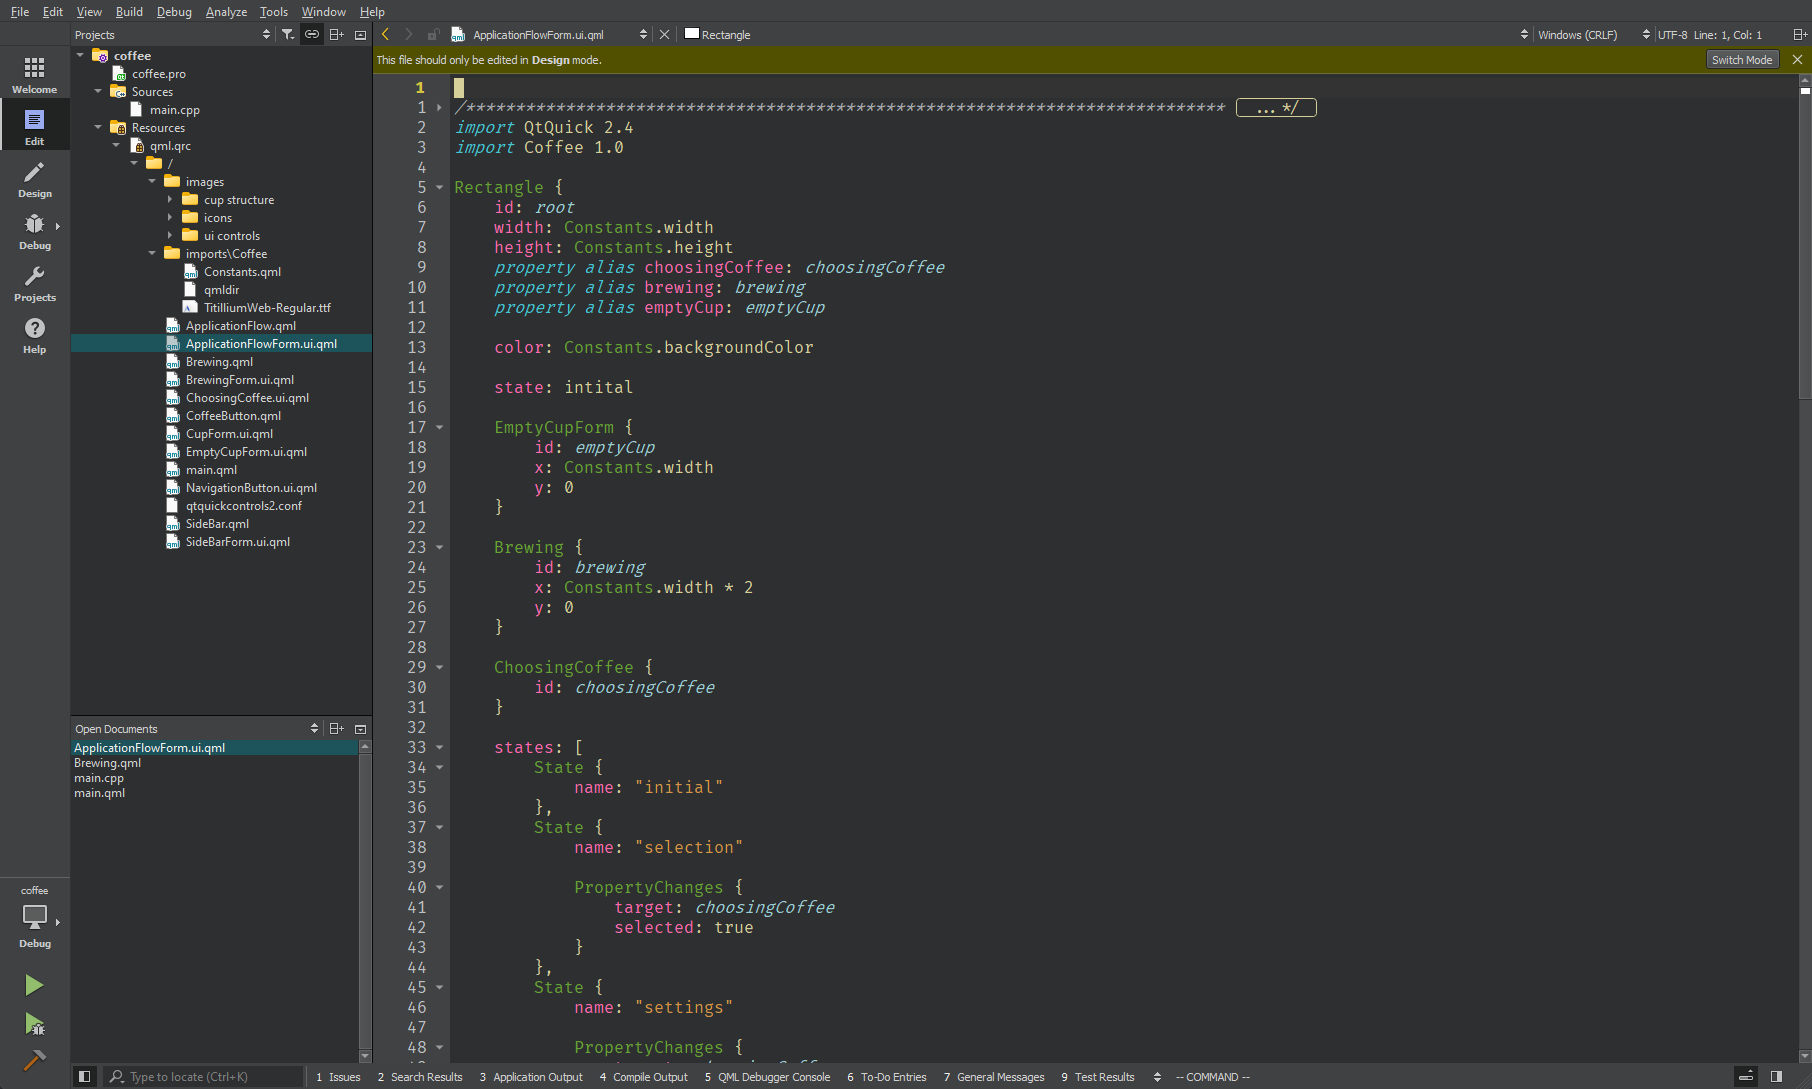 File Edit View Build Debug Analyze Tools Window Help
Projects
ApplicationFlowForm.ui.qml
Rectangle
Windows (CRLF)
UTF-8 Line: 1, Col: 1
This file should only be edited in Design mode.
Switch Mode
Welcome
Edit
Design
Debug
Projects
Help
coffee
Debug
coffee
coffee.pro
Sources
main.cpp
Resources
qml.qrc
/
images
cup structure
icons
ui controls
imports\Coffee
Constants.qml
qmldir
TitilliumWeb-Regular.ttf
ApplicationFlow.qml
ApplicationFlowForm.ui.qml
Brewing.qml
BrewingForm.ui.qml
ChoosingCoffee.ui.qml
CoffeeButton.qml
CupForm.ui.qml
EmptyCupForm.ui.qml
main.qml
NavigationButton.ui.qml
qtquickcontrols2.conf
SideBar.qml
SideBarForm.ui.qml
Open Documents
ApplicationFlowForm.ui.qml
Brewing.qml
main.cpp
main.qml
1
1 /**************************************************************************** ... */
2 import QtQuick 2.4
3 import Coffee 1.0
4
5 Rectangle {
6 id: root
7 width: Constants.width
8 height: Constants.height
9 property alias choosingCoffee: choosingCoffee
10 property alias brewing: brewing
11 property alias emptyCup: emptyCup
12
13 color: Constants.backgroundColor
14
15 state: intital
16
17 EmptyCupForm {
18 id: emptyCup
19 x: Constants.width
20 y: 0
21 }
22
23 Brewing {
24 id: brewing
25 x: Constants.width * 2
26 y: 0
27 }
28
29 ChoosingCoffee {
30 id: choosingCoffee
31 }
32
33 states: [
34 State {
35 name: "initial"
36 },
37 State {
38 name: "selection"
39
40 PropertyChanges {
41 target: choosingCoffee
42 selected: true
43 }
44 },
45 State {
46 name: "settings"
47
48 PropertyChanges {
Type to locate (Ctrl+K)
1 Issues 2 Search Results 3 Application Output 4 Compile Output 5 QML Debugger Console 6 To-Do Entries 7 General Messages 9 Test Results -- COMMAND --